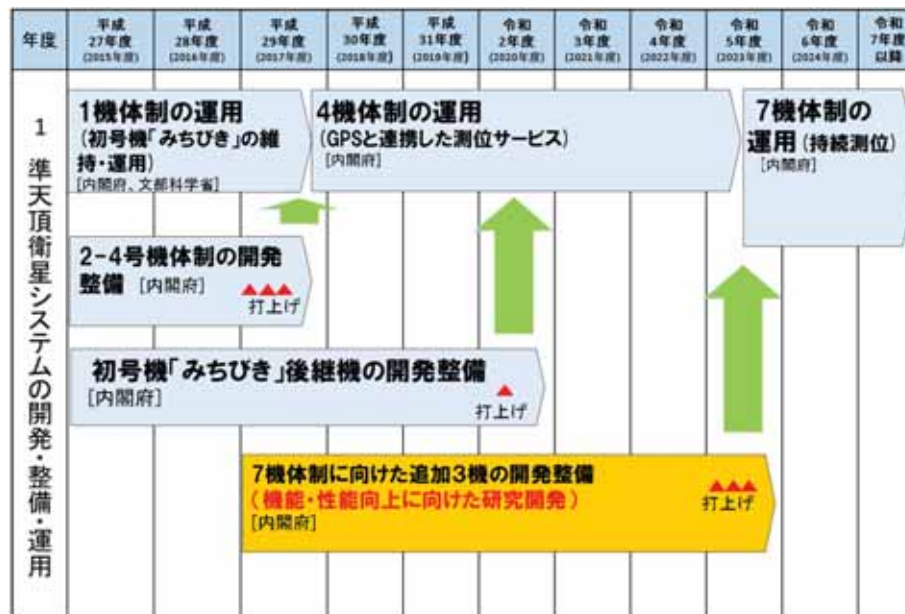 年度
平成
27年度
(2015年度)
平成
28年度
(2016年度)
平成
29年度
(2017年度)
平成
30年度
(2018年度)
平成
31年度
(2019年度)
令和
2年度
(2020年度)
令和
3年度
(2021年度)
令和
4年度
(2022年度)
令和
5年度
(2023年度)
令和
6年度
(2024年度)
令和
7年度
以降
1 準天頂衛星システムの開発・整備・運用
1機体制の運用
(初号機「みちびき」の維
持・運用)
[内閣府、文部科学省]
4機体制の運用
(GPSと連携した測位サービス)
[内閣府]
7機体制の
運用(持続測位)
[内閣府]
2-4号機体制の開発
整備 [内閣府]
▲▲▲
打上げ
初号機「みちびき」後継機の開発整備
[内閣府]
▲
打上げ
7機体制に向けた追加3機の開発整備
(機能・性能向上に向けた研究開発)
[内閣府]
▲▲▲
打上げ